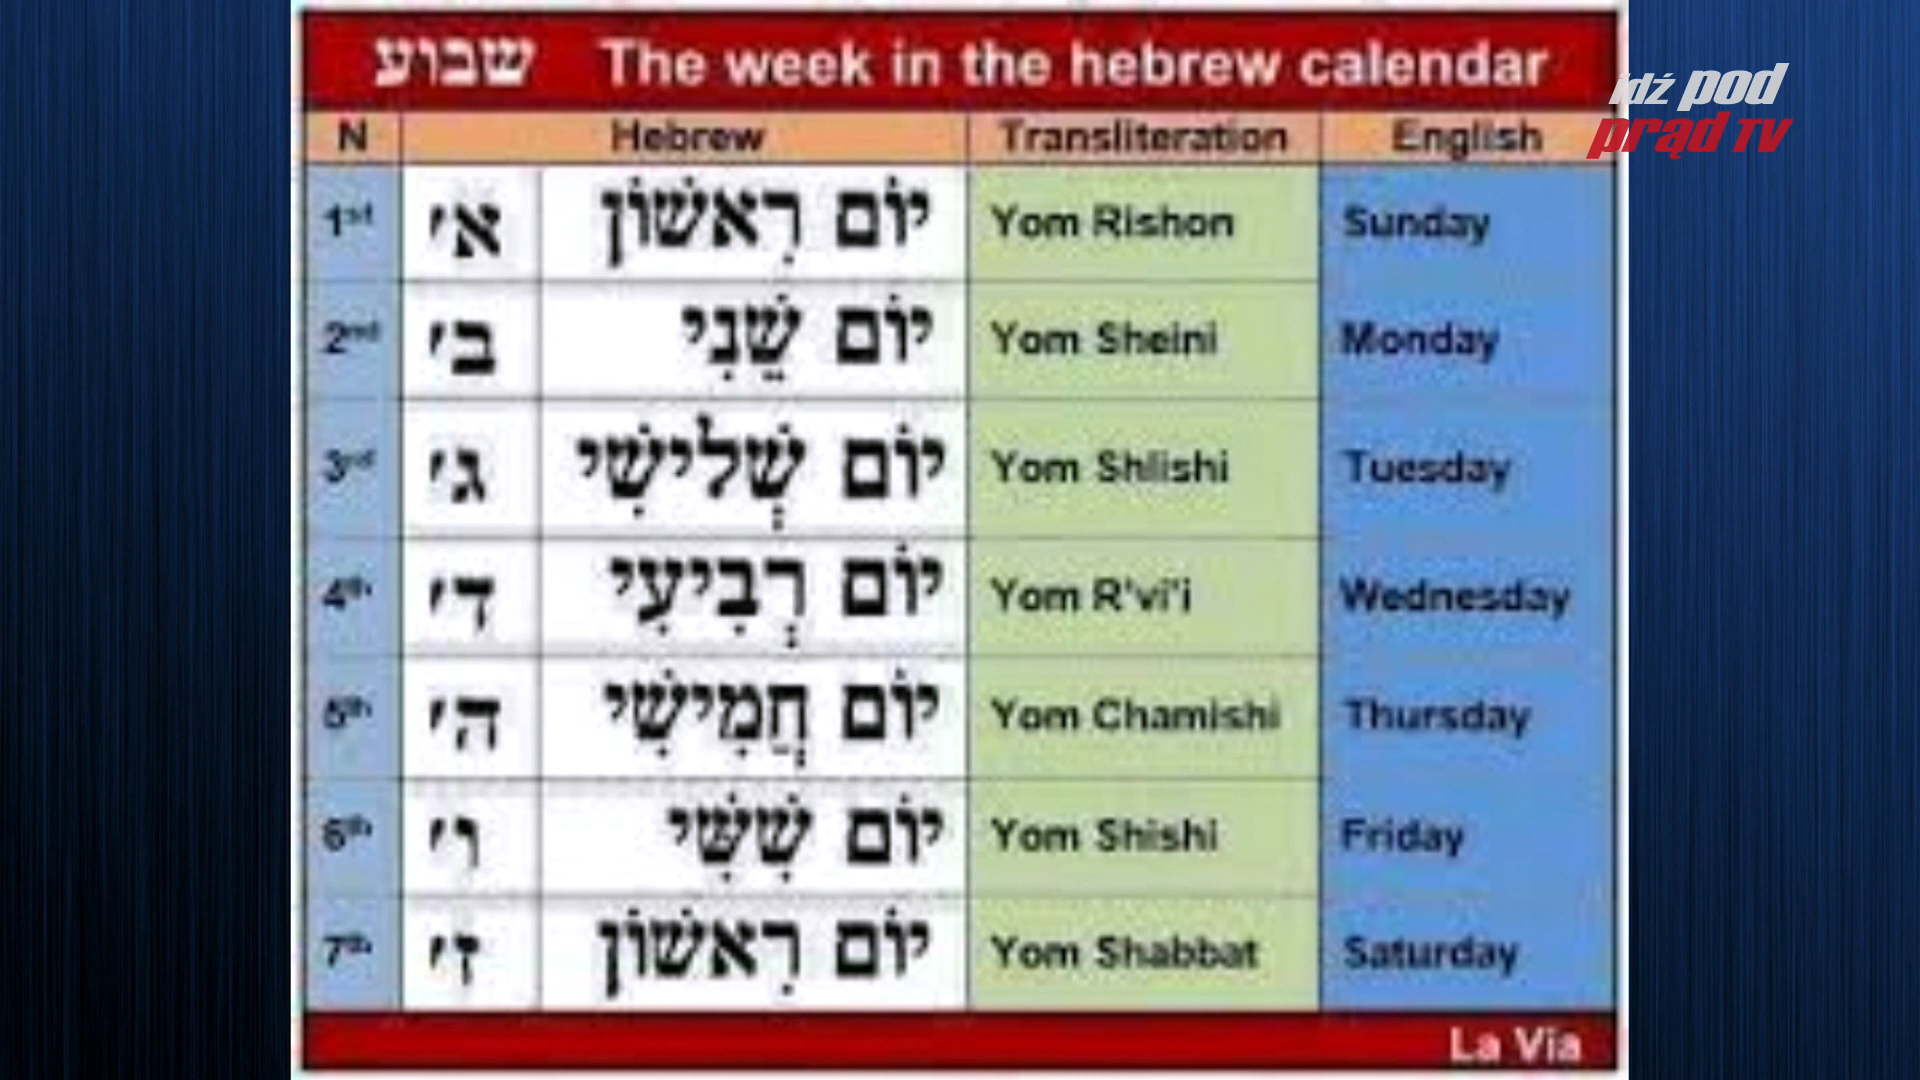 שבוע The week in the hebrew calendar
idź pod
prąd TV
N Hebrew Transliteration English
1st א׳ יוֹם רִאשׁוֹן Yom Rishon Sunday
2nd ב׳ יוֹם שֵׁנִי Yom Sheini Monday
3rd ג׳ יוֹם שְׁלִישִׁי Yom Shlishi Tuesday
4th ד׳ יוֹם רְבִיעִי Yom R'vi'i Wednesday
5th ה׳ יוֹם חֲמִישִׁי Yom Chamishi Thursday
6th ו׳ יוֹם שִׁשִּׁי Yom Shishi Friday
7th ז׳ יוֹם רִאשׁוֹן Yom Shabbat Saturday
La Via